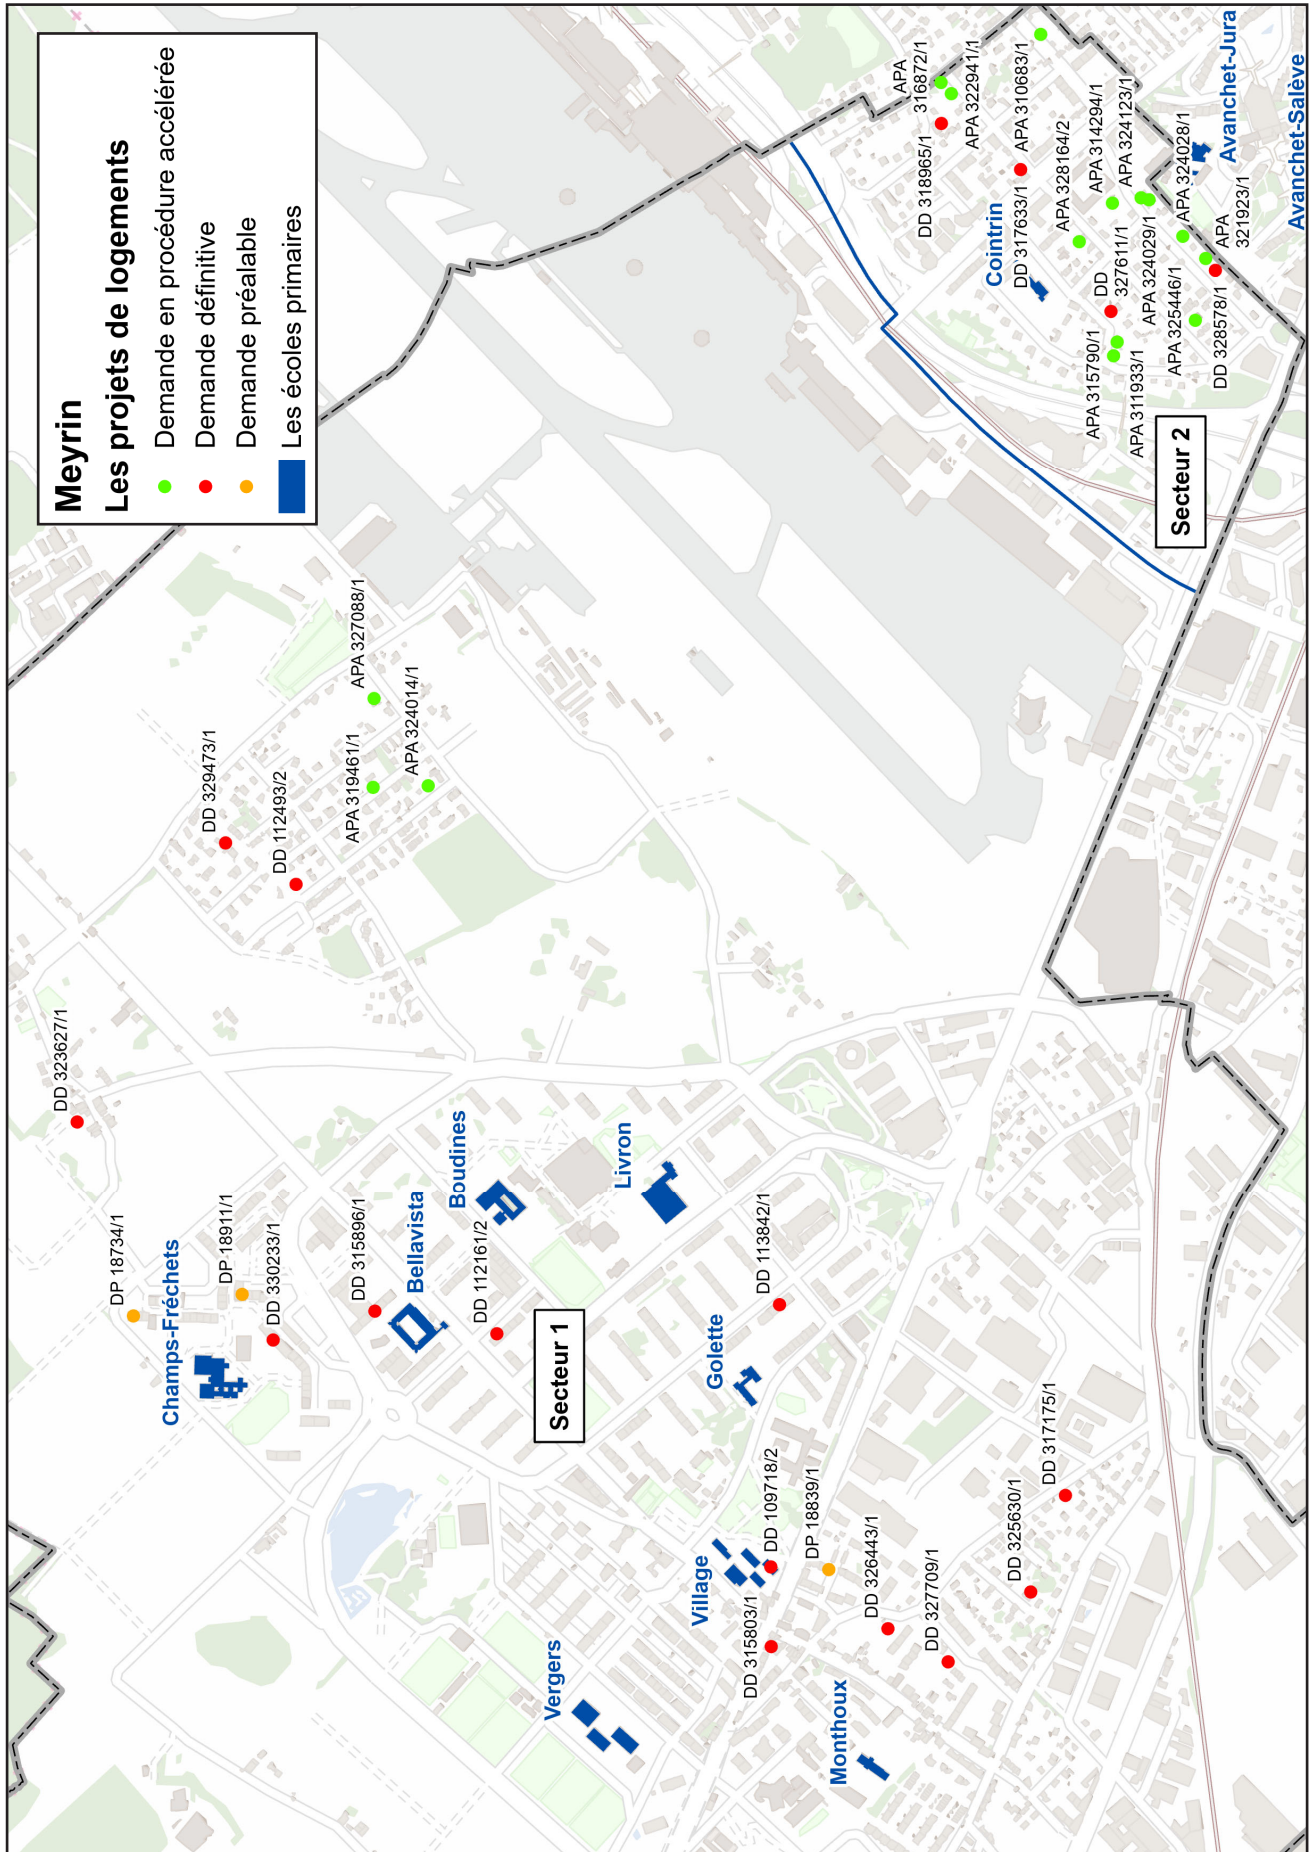 Meyrin
Les projets de logements
Demande en procédure accélérée
Demande définitive
Demande préalable
Les écoles primaires
DD 323627/1
DP 18734/1
Champs-Fréchets
DP 18911/1
DD 330233/1
DD 315896/1
Bellavista
Boudines
DD 112161/2
Secteur 1
Livron
DD 113842/1
Golette
Village
DD 109718/2
DD 315803/1
DP 18839/1
DD 326443/1
DD 327709/1
DD 325630/1
DD 317175/1
Vergers
Monthoux
DD 329473/1
DD 112493/2
APA 319461/1
APA 327088/1
APA 324014/1
APA
316872/1
DD 318965/1
APA 322941/1
APA 310683/1
Cointrin
DD 317633/1
APA 328164/2
APA 314294/1
APA 324123/1
DD
327611/1
APA 315790/1
APA 311933/1
APA 324029/1
APA 324028/1
APA 325446/1
APA
321923/1
DD 328578/1
Secteur 2
Avanchet-Jura
Avanchet-Salève